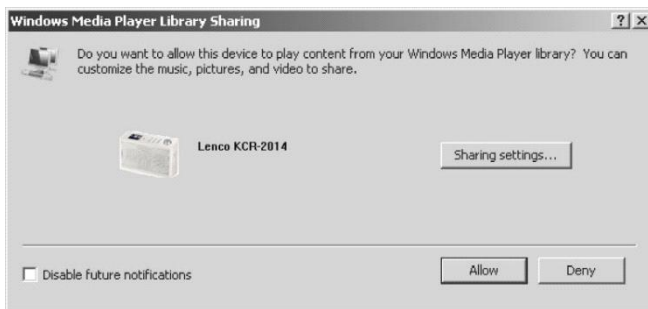 Windows Media Player Library Sharing
Do you want to allow this device to play content from your Windows Media Player library? You can
customize the music, pictures, and video to share.
Lenco KCR-2014
Sharing settings...
Disable future notifications
Allow
Deny